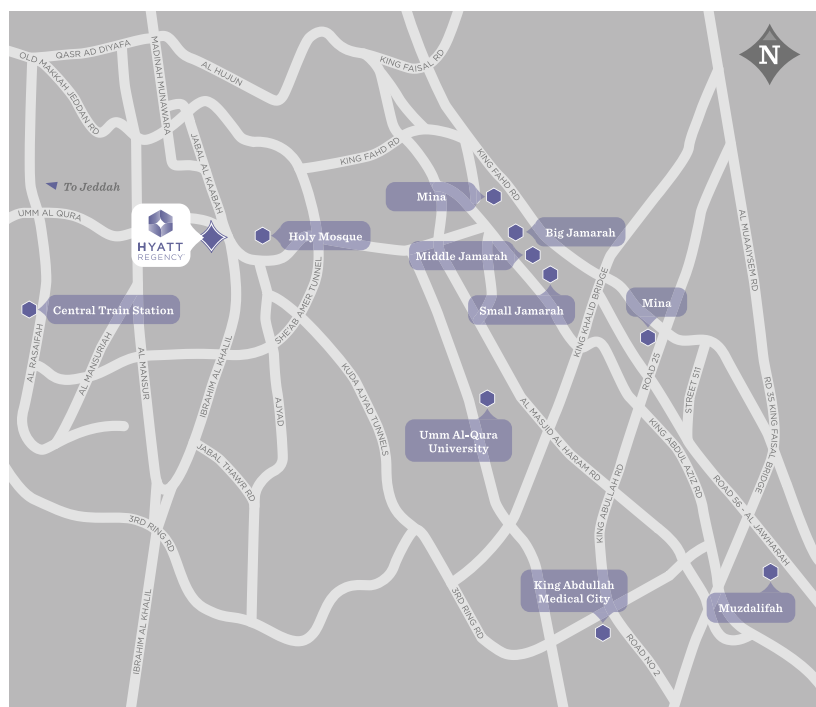 N
QASR AD DIYAFA
OLD MAKKAH JEDDAN RD
MADINAH MUNAWARA
AL HUJUN
KING FAISAL RD
JABAL AL KAABAH
KING FAHD RD
KING FAHD RD
To Jeddah
Mina
UMM AL QURA
HYATT
REGENCY
Holy Mosque
Big Jamarah
Middle Jamarah
AL MUAAIYSEM RD
Small Jamarah
Mina
Central Train Station
SHE'AB AMER TUNNEL
KING KHALID BRIDGE
AL RASAIFAH
AL MANSURIAH
AL MANSUR
IBRAHIM AL KHALIL
AJYAD
KUDA AJYAD TUNNELS
ROAD 25
STREET 511
AL MASJID AL HARAM RD
Umm Al-Qura
University
KING ABDUL AZIZ RD
RD 35 KING FAISAL BRIDGE
JABAL THAWR RD
KING ABULLAH RD
ROAD 56 - AL JAWHARAH
3RD RING RD
King Abdullah
Medical City
3RD RING RD
Muzdalifah
IBRAHIM AL KHALIL
ROAD NO 2